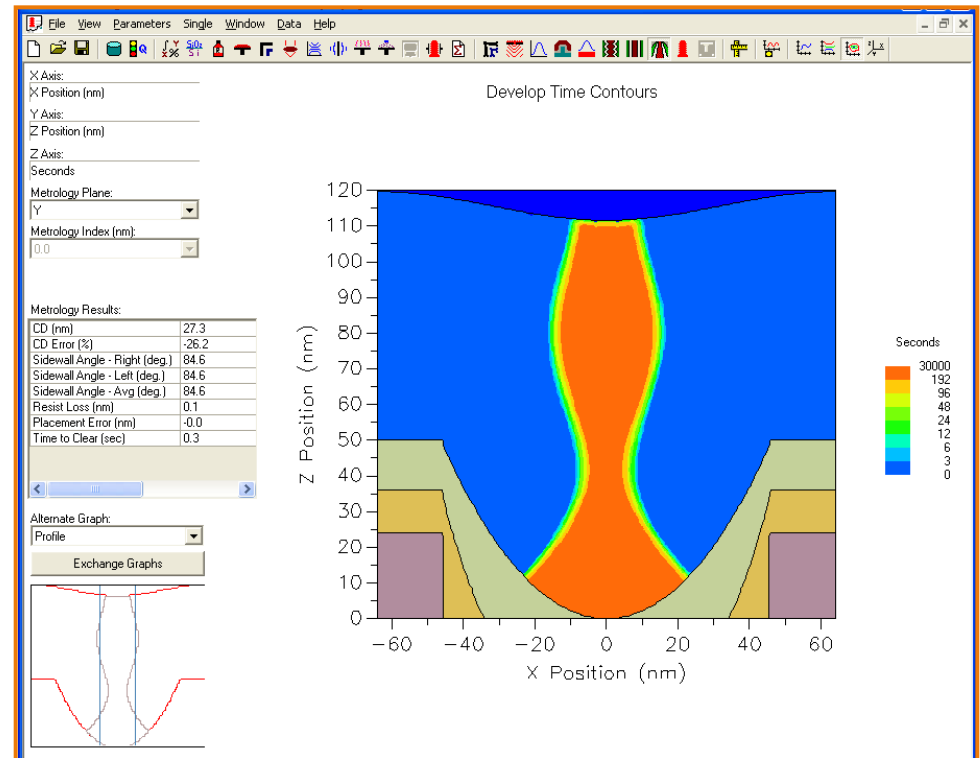 File View Parameters Single Window Data Help
X Axis:
X Position (nm)
Y Axis:
Z Position (nm)
Z Axis:
Seconds
Metrology Plane:
Y
Metrology Index (nm):
0.0
Metrology Results:
CD (nm) 27.3
CD Error (%) -26.2
Sidewall Angle - Right (deg.) 84.6
Sidewall Angle - Left (deg.) 84.6
Sidewall Angle - Avg (deg.) 84.6
Resist Loss (nm) 0.1
Placement Error (nm) -0.0
Time to Clear (sec) 0.3
Alternate Graph:
Profile
Exchange Graphs
Develop Time Contours
Z Position (nm)
120
110
100
90
80
70
60
50
40
30
20
10
0
-60 -40 -20 0 20 40 60
X Position (nm)
Seconds
30000
192
96
48
24
12
6
3
0